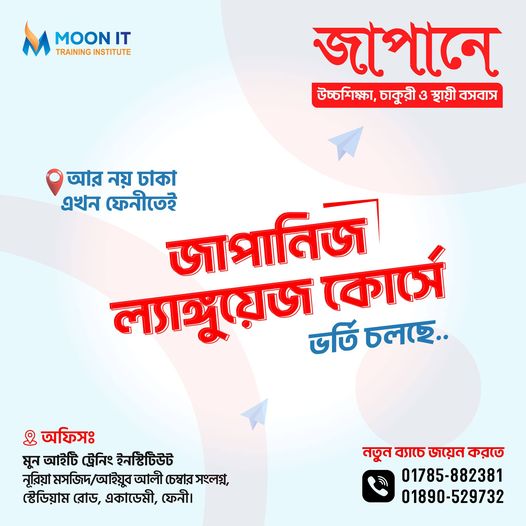 MOON IT
TRAINING INSTITUTE
জাপানে
উচ্চশিক্ষা, চাকুরী ও স্থায়ী বসবাস
আর নয় ঢাকা
এখন ফেনীতেই
জাপানিজ
ল্যাঙ্গুয়েজ কোর্সে
ভর্তি চলছে..
অফিসঃ
মুন আইটি ট্রেনিং ইনস্টিটিউট
নূরিয়া মসজিদ/আইয়ুব আলী চেম্বার সংলগ্ন,
স্টেডিয়াম রোড, একাডেমী, ফেনী।
নতুন ব্যাচে জয়েন করতে
01785-882381
01890-529732